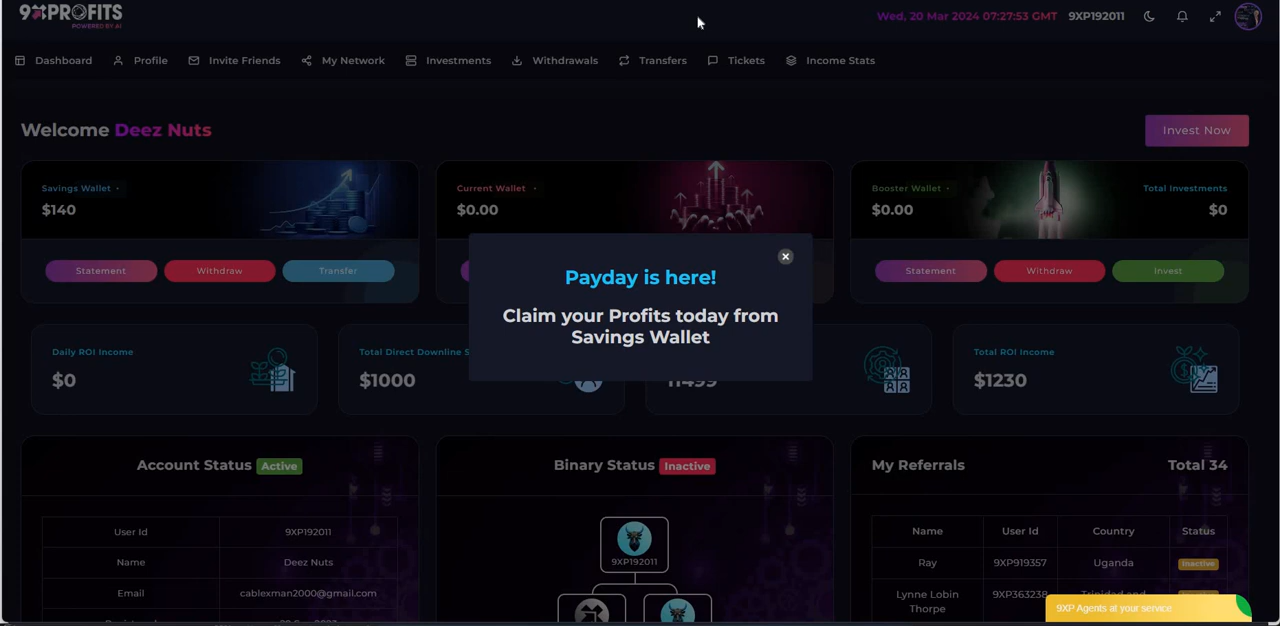 9XPROFITS
POWERED BY AI
Wed, 20 Mar 2024 07:27:53 GMT 9XP192011
Dashboard Profile Invite Friends My Network Investments Withdrawals Transfers Tickets Income Stats
Welcome Deez Nuts
Invest Now
Savings Wallet
$140
Statement Withdraw Transfer
Current Wallet
$0.00
Booster Wallet Total Investments
$0.00 $0
Statement Withdraw Invest
Payday is here!
Claim your Profits today from
Savings Wallet
Daily ROI Income
$0
Total Direct Downline S
$1000
11499
Total ROI Income
$1230
Account Status Active
User Id 9XP192011
Name Deez Nuts
Email cablexman2000@gmail.com
Binary Status Inactive
9XP192011
My Referrals Total 34
Name User Id Country Status
Ray 9XP919357 Uganda Inactive
Lynne Lobin 9XP363238 Trinidad and
Thorpe
9XP Agents at your service